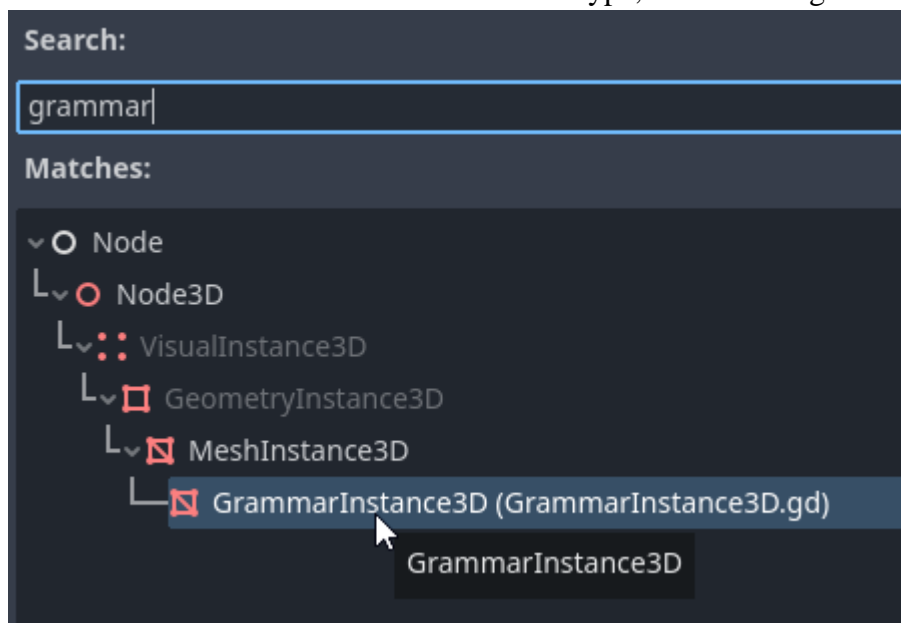 Search:
grammar
Matches:
Node
Node3D
VisualInstance3D
GeometryInstance3D
MeshInstance3D
GrammarInstance3D (GrammarInstance3D.gd)
GrammarInstance3D